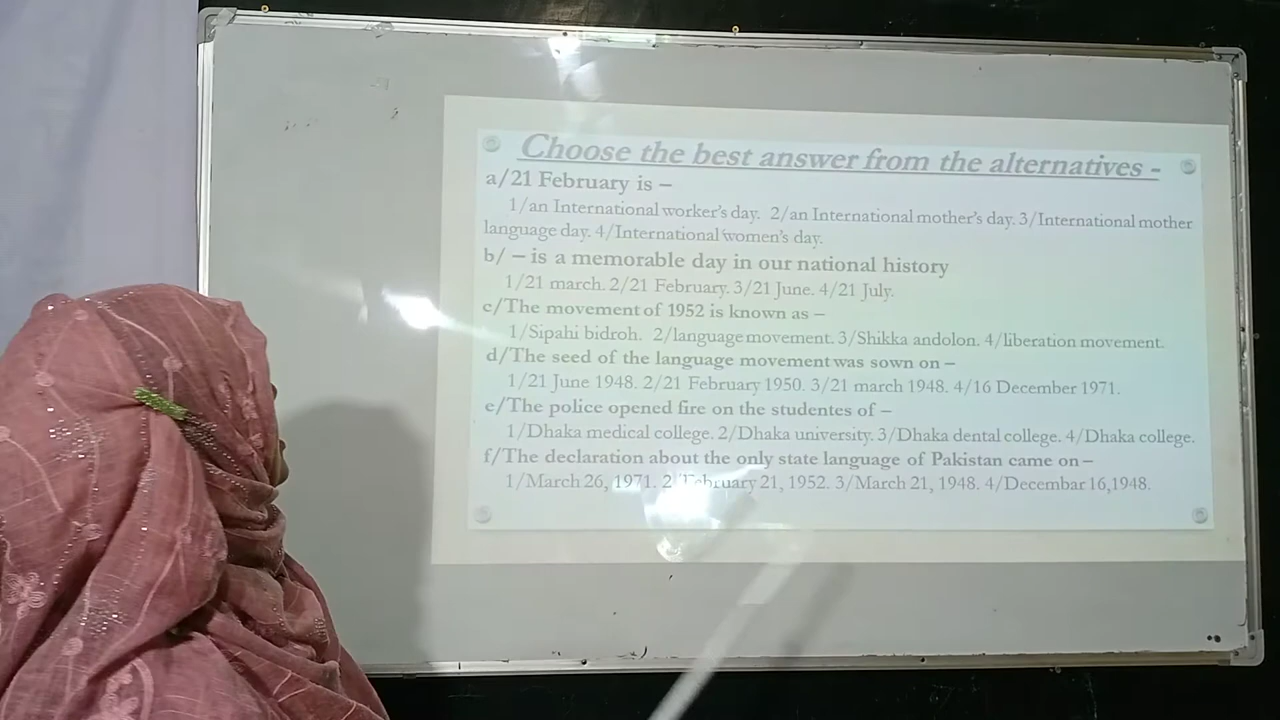 Choose the best answer from the alternatives -
a/21 February is –
1/an International worker's day. 2/an International mother's day. 3/International mother
language day. 4/International women's day.
b/ – is a memorable day in our national history
1/21 march. 2/21 February. 3/21 June. 4/21 July.
c/The movement of 1952 is known as –
1/Sipahi bidroh. 2/language movement. 3/Shikka andolon. 4/liberation movement.
d/The seed of the language movement was sown on –
1/21 June 1948. 2/21 February 1950. 3/21 march 1948. 4/16 December 1971.
e/The police opened fire on the studentes of –
1/Dhaka medical college. 2/Dhaka university. 3/Dhaka dental college. 4/Dhaka college.
f/The declaration about the only state language of Pakistan came on –
1/March 26, 1971. 2/February 21, 1952. 3/March 21, 1948. 4/Decembar 16,1948.